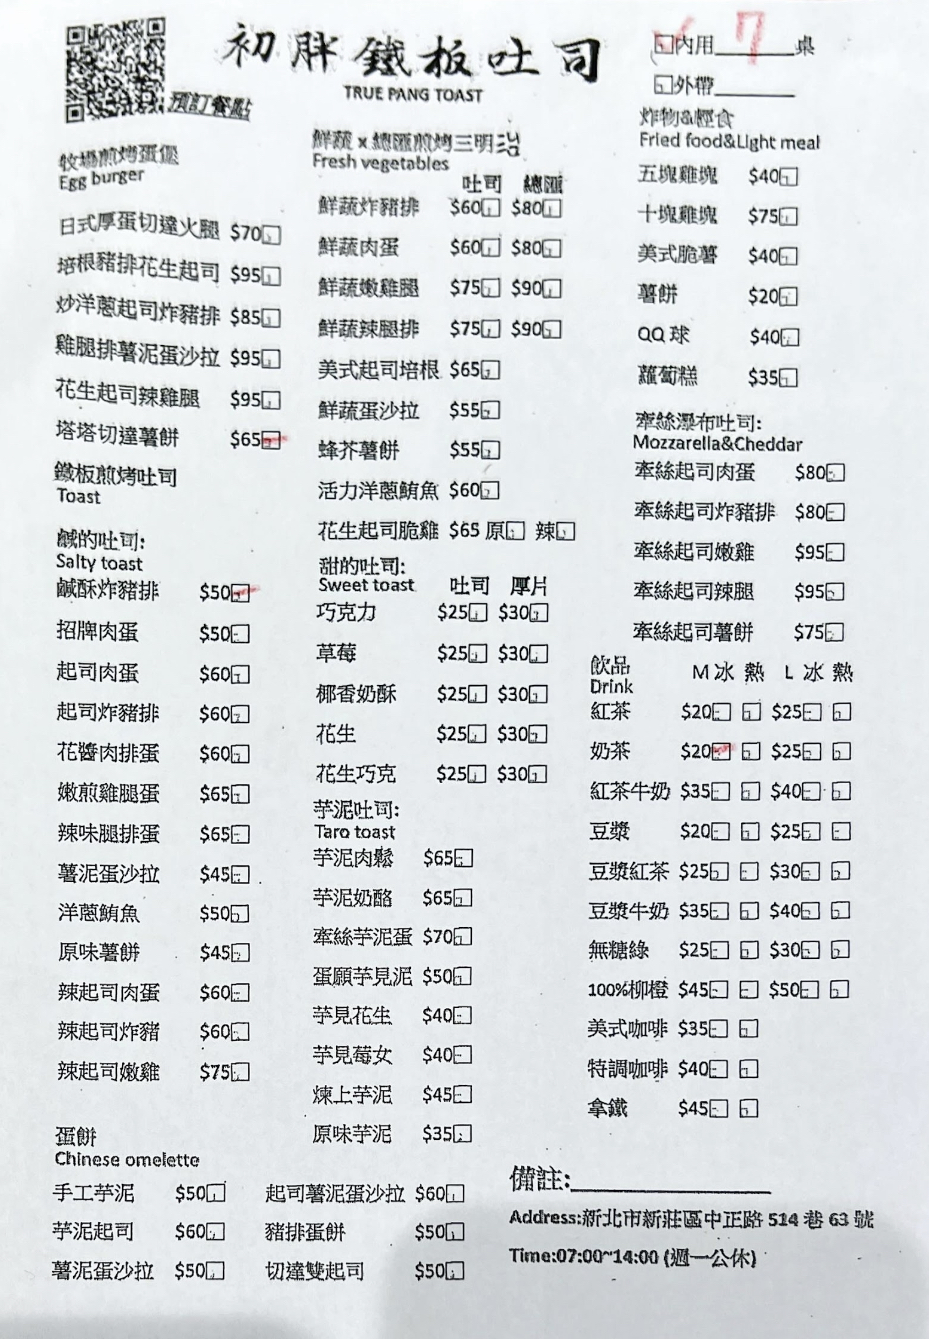 初胖鐵板吐司
TRUE PANG TOAST
預訂餐點
☑內用 7 桌
☐外帶
牧場煎烤蛋堡
Egg burger
日式厚蛋切達火腿 $70☐
培根豬排花生起司 $95☐
炒洋蔥起司炸豬排 $85☐
雞腿排薯泥蛋沙拉 $95☐
花生起司辣雞腿 $95☐
塔塔切達薯餅 $65☑
鐵板煎烤吐司
Toast
鹹的吐司:
Salty toast
鹹酥炸豬排 $50☑
招牌肉蛋 $50☐
起司肉蛋 $60☐
起司炸豬排 $60☐
花醬肉排蛋 $60☐
嫩煎雞腿蛋 $65☐
辣味腿排蛋 $65☐
薯泥蛋沙拉 $45☐
洋蔥鮪魚 $50☐
原味薯餅 $45☐
辣起司肉蛋 $60☐
辣起司炸豬 $60☐
辣起司嫩雞 $75☐
蛋餅
Chinese omelette
手工芋泥 $50☐ 起司薯泥蛋沙拉 $60☐
芋泥起司 $60☐ 豬排蛋餅 $50☐
薯泥蛋沙拉 $50☐ 切達雙起司 $50☐
鮮蔬 x 總匯煎烤三明治
Fresh vegetables
吐司 總匯
鮮蔬炸豬排 $60☐ $80☐
鮮蔬肉蛋 $60☐ $80☐
鮮蔬嫩雞腿 $75☐ $90☐
鮮蔬辣腿排 $75☐ $90☐
美式起司培根 $65☐
鮮蔬蛋沙拉 $55☐
蜂芥薯餅 $55☐
活力洋蔥鮪魚 $60☐
花生起司脆雞 $65 原☐ 辣☐
甜的吐司:
Sweet toast 吐司 厚片
巧克力 $25☐ $30☐
草莓 $25☐ $30☐
椰香奶酥 $25☐ $30☐
花生 $25☐ $30☐
花生巧克 $25☐ $30☐
芋泥吐司:
Taro toast
芋泥肉鬆 $65☐
芋泥奶酪 $65☐
牽絲芋泥蛋 $70☐
蛋願芋見泥 $50☐
芋見花生 $40☐
芋見莓女 $40☐
煉上芋泥 $45☐
原味芋泥 $35☐
炸物&輕食
Fried food&Light meal
五塊雞塊 $40☐
十塊雞塊 $75☐
美式脆薯 $40☐
薯餅 $20☐
QQ 球 $40☐
蘿蔔糕 $35☐
牽絲瀑布吐司:
Mozzarella&Cheddar
牽絲起司肉蛋 $80☐
牽絲起司炸豬排 $80☐
牽絲起司嫩雞 $95☐
牽絲起司辣腿 $95☐
牽絲起司薯餅 $75☐
飲品 M 冰 熱 L 冰 熱
Drink
紅茶 $20☐ ☐ $25☐ ☐
奶茶 $20☑ ☐ $25☐ ☐
紅茶牛奶 $35☐ ☐ $40☐ ☐
豆漿 $20☐ ☐ $25☐ ☐
豆漿紅茶 $25☐ ☐ $30☐ ☐
豆漿牛奶 $35☐ ☐ $40☐ ☐
無糖綠 $25☐ ☐ $30☐ ☐
100%柳橙 $45☐ ☐ $50☐ ☐
美式咖啡 $35☐ ☐
特調咖啡 $40☐ ☐
拿鐵 $45☐ ☐
備註:
Address:新北市新莊區中正路 514 巷 63 號
Time:07:00~14:00 (週一公休)